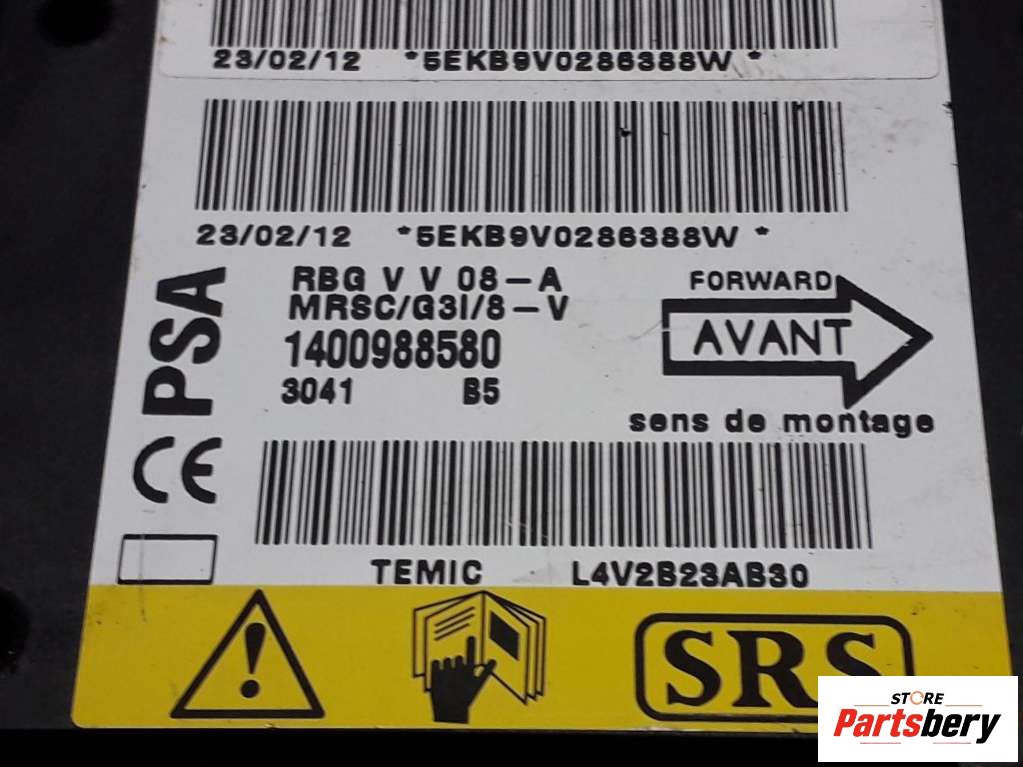 23/02/12 *5EKB9V0286388W *
23/02/12 *5EKB9V0286388W *
PSA
CE
RBG V V 08-A
MRSC/G3I/8-V
1400988580
3041 B5
FORWARD
AVANT
sens de montage
TEMIC L4V2B23AB30
SRS
STORE
Partsbery